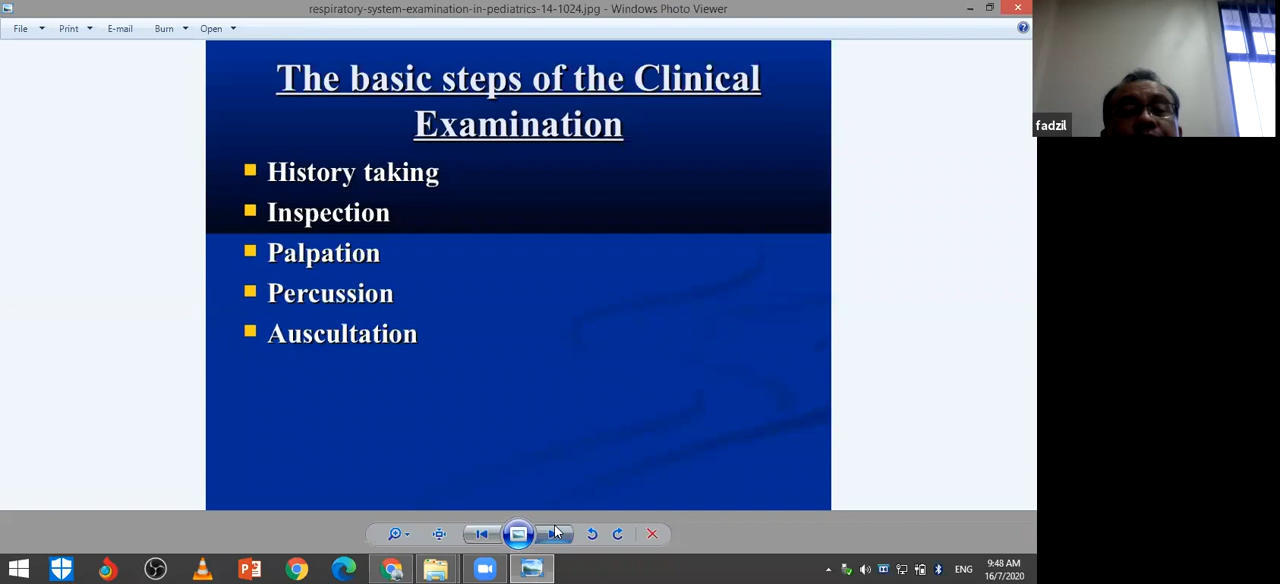 respiratory-system-examination-in-pediatrics-14-1024.jpg - Windows Photo Viewer
File Print E-mail Burn Open
The basic steps of the Clinical
Examination
History taking
Inspection
Palpation
Percussion
Auscultation
fadzil
ENG
9:48 AM
16/7/2020